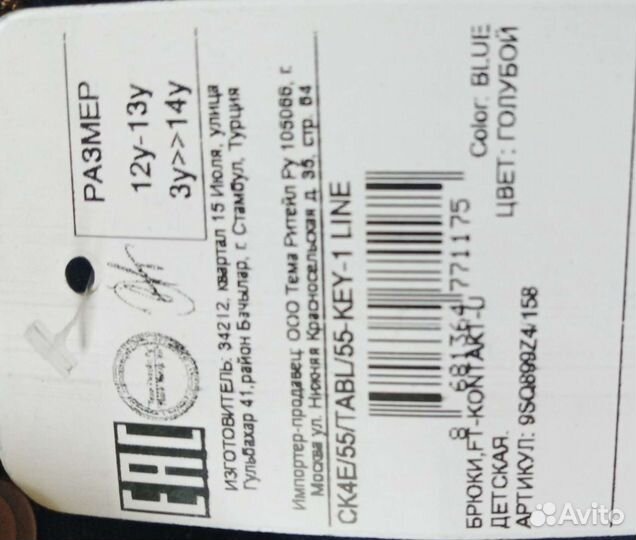 РАЗМЕР
12y-13y
3y>>14y
EAC
ИЗГОТОВИТЕЛЬ: 34212, квартал 15 Июля, улица
Гульбахар 41,район Бачылар, г. Стамбул, Турция
Импортер-продавец: ООО Тема Ритейл Ру 105066, г.
Москва ул. Нижняя Красносельская д. 35, стр. 64
CK4E/55/TABL/55-KEY-1 LINE
8 681364 771175
БРЮКИ,FT-KONTAKT-U
ДЕТСКАЯ.
АРТИКУЛ: 9SQ899Z4/158
Color: BLUE
ЦВЕТ: ГОЛУБОЙ
Avito